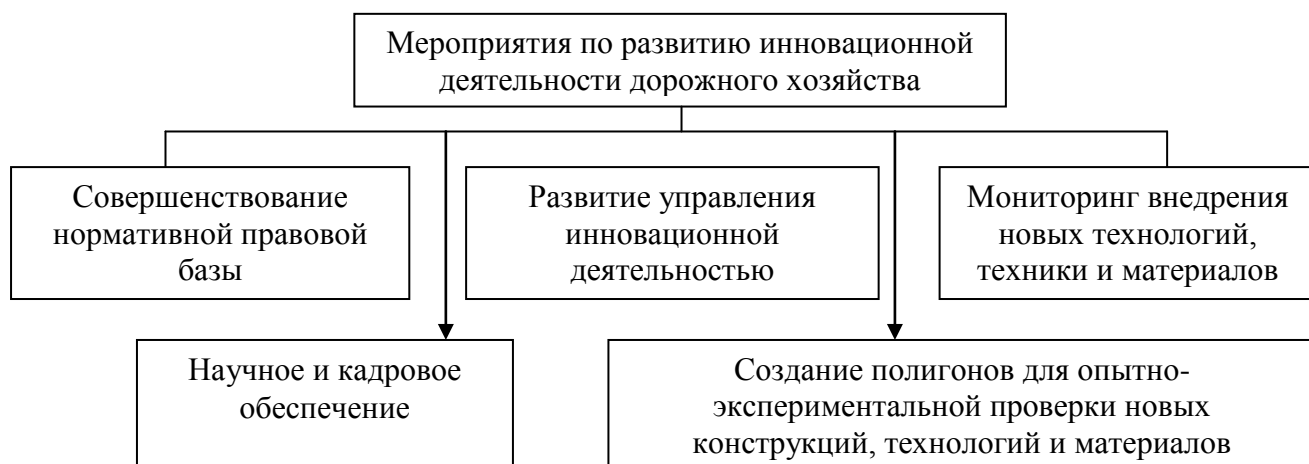 Мероприятия по развитию инновационной
деятельности дорожного хозяйства
Совершенствование
нормативной правовой
базы
Развитие управления
инновационной
деятельностью
Мониторинг внедрения
новых технологий,
техники и материалов
Научное и кадровое
обеспечение
Создание полигонов для опытно-
экспериментальной проверки новых
конструкций, технологий и материалов